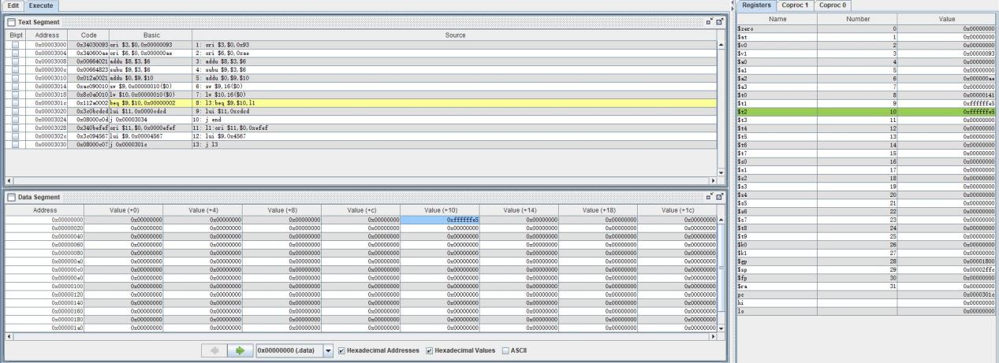 Edit Execute
Text Segment
Bkpt Address Code Basic Source
0x00003000 0x34030093 ori $3,$0,0x00000093 1: ori $3,$0,0x93
0x00003004 0x340600ae ori $6,$0,0x000000ae 2: ori $6,$0,0xae
0x00003008 0x00664021 addu $8,$3,$6 3: addu $8,$3,$6
0x0000300c 0x00664823 subu $9,$3,$6 4: subu $9,$3,$6
0x00003010 0x012a0021 addu $0,$9,$10 5: addu $0,$9,$10
0x00003014 0xac090010 sw $9,0x00000010($0) 6: sw $9,16($0)
0x00003018 0x8c0a0010 lw $10,0x00000010($0) 7: lw $10,16($0)
0x0000301c 0x112a0002 beq $9,$10,0x00000002 8: l3:beq $9,$10,l1
0x00003020 0x3c0bcdcd lui $11,0x0000cdcd 9: lui $11,0xcdcd
0x00003024 0x08000c0d j 0x00003034 10: j end
0x00003028 0x340befef ori $11,$0,0x0000efef 11: l1:ori $11,$0,0xefef
0x0000302c 0x3c094567 lui $9,0x00004567 12: lui $9,0x4567
0x00003030 0x08000c07 j 0x0000301c 13: j l3
Data Segment
Address Value (+0) Value (+4) Value (+8) Value (+c) Value (+10) Value (+14) Value (+18) Value (+1c)
0x00000000 0x00000000 0x00000000 0x00000000 0x00000000 0xffffffe5 0x00000000 0x00000000 0x00000000
0x00000020 0x00000000 0x00000000 0x00000000 0x00000000 0x00000000 0x00000000 0x00000000 0x00000000
0x00000040 0x00000000 0x00000000 0x00000000 0x00000000 0x00000000 0x00000000 0x00000000 0x00000000
0x00000060 0x00000000 0x00000000 0x00000000 0x00000000 0x00000000 0x00000000 0x00000000 0x00000000
0x00000080 0x00000000 0x00000000 0x00000000 0x00000000 0x00000000 0x00000000 0x00000000 0x00000000
0x000000a0 0x00000000 0x00000000 0x00000000 0x00000000 0x00000000 0x00000000 0x00000000 0x00000000
0x000000c0 0x00000000 0x00000000 0x00000000 0x00000000 0x00000000 0x00000000 0x00000000 0x00000000
0x000000e0 0x00000000 0x00000000 0x00000000 0x00000000 0x00000000 0x00000000 0x00000000 0x00000000
0x00000100 0x00000000 0x00000000 0x00000000 0x00000000 0x00000000 0x00000000 0x00000000 0x00000000
0x00000120 0x00000000 0x00000000 0x00000000 0x00000000 0x00000000 0x00000000 0x00000000 0x00000000
0x00000140 0x00000000 0x00000000 0x00000000 0x00000000 0x00000000 0x00000000 0x00000000 0x00000000
0x00000160 0x00000000 0x00000000 0x00000000 0x00000000 0x00000000 0x00000000 0x00000000 0x00000000
0x00000180 0x00000000 0x00000000 0x00000000 0x00000000 0x00000000 0x00000000 0x00000000 0x00000000
0x000001a0 0x00000000 0x00000000 0x00000000 0x00000000 0x00000000 0x00000000 0x00000000 0x00000000
0x00000000 (.data) Hexadecimal Addresses Hexadecimal Values ASCII
Registers Coproc 1 Coproc 0
Name Number Value
$zero 0 0x00000000
$at 1 0x00000000
$v0 2 0x00000000
$v1 3 0x00000093
$a0 4 0x00000000
$a1 5 0x00000000
$a2 6 0x000000ae
$a3 7 0x00000000
$t0 8 0x00000141
$t1 9 0xffffffe5
$t2 10 0xffffffe5
$t3 11 0x00000000
$t4 12 0x00000000
$t5 13 0x00000000
$t6 14 0x00000000
$t7 15 0x00000000
$s0 16 0x00000000
$s1 17 0x00000000
$s2 18 0x00000000
$s3 19 0x00000000
$s4 20 0x00000000
$s5 21 0x00000000
$s6 22 0x00000000
$s7 23 0x00000000
$t8 24 0x00000000
$t9 25 0x00000000
$k0 26 0x00000000
$k1 27 0x00000000
$gp 28 0x00001800
$sp 29 0x00002ffc
$fp 30 0x00000000
$ra 31 0x00000000
pc 0x0000301c
hi 0x00000000
lo 0x00000000